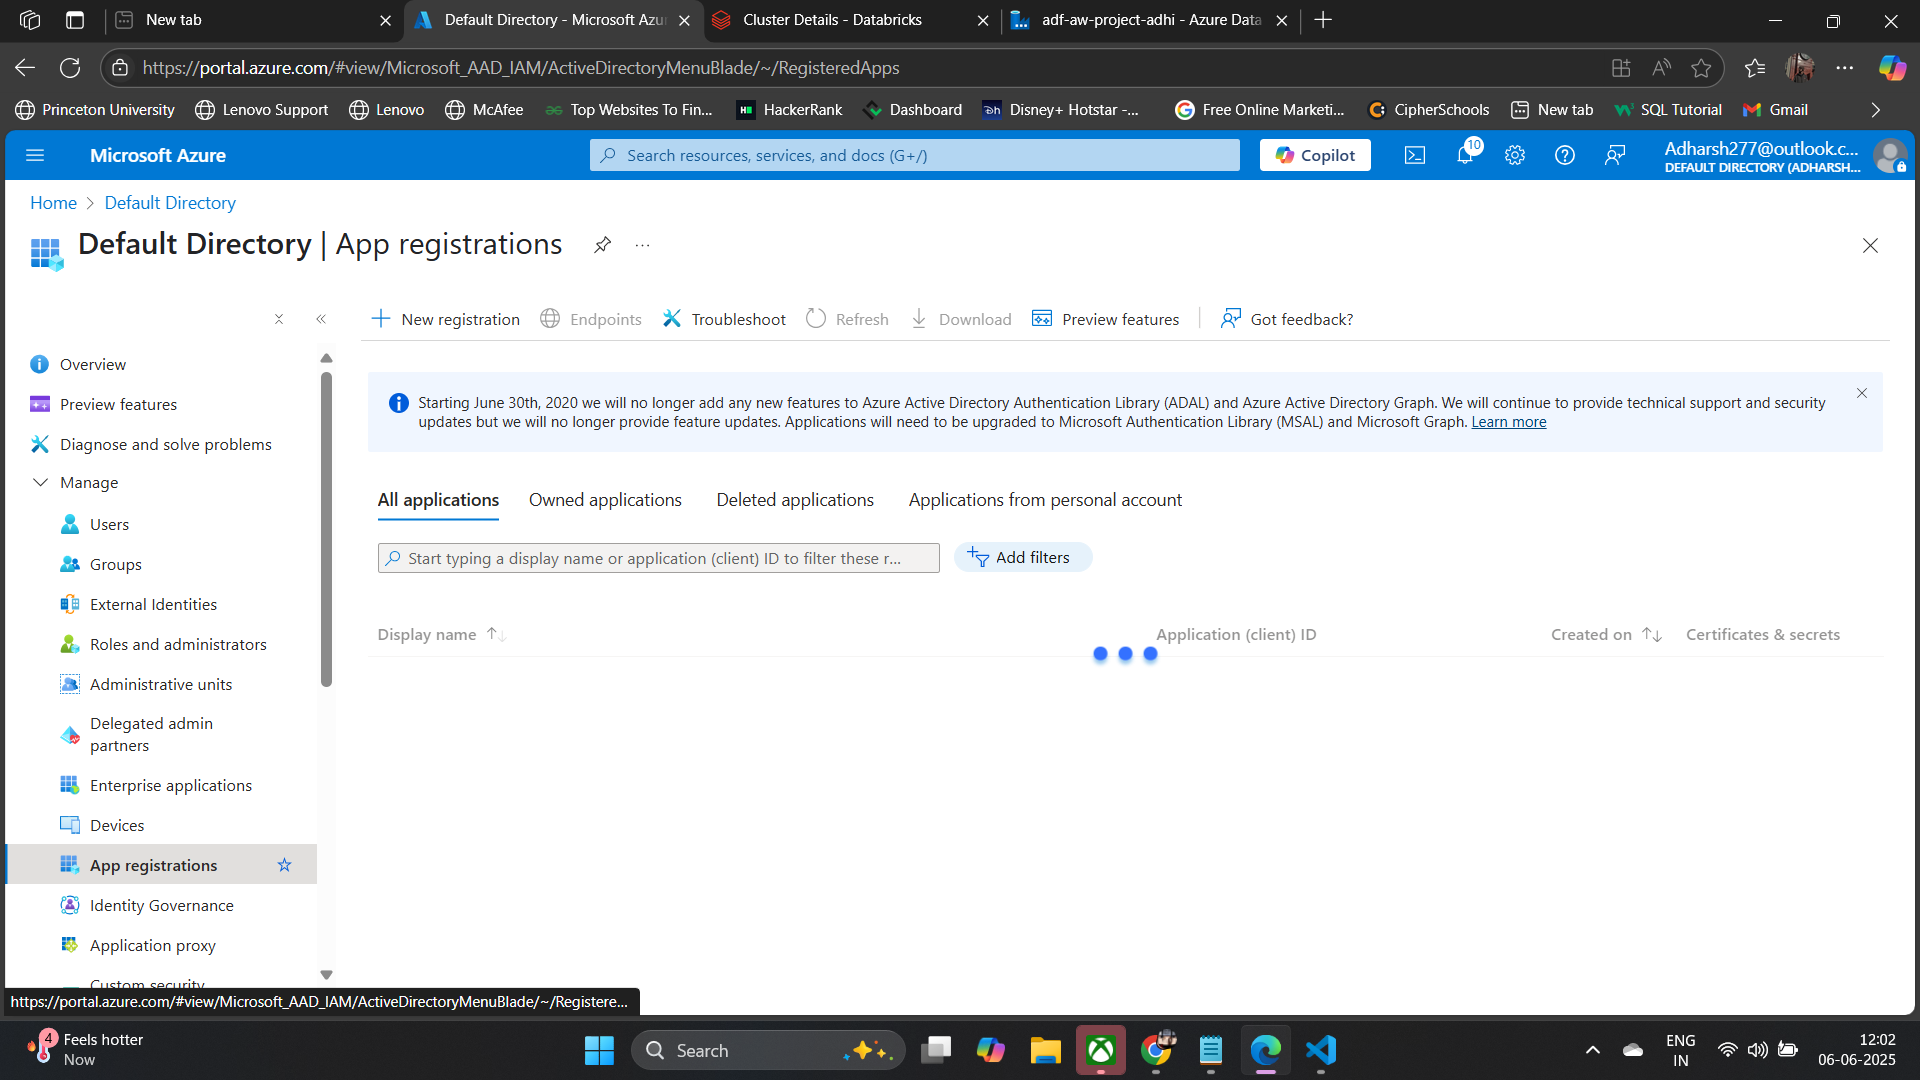 New tab
Default Directory - Microsoft Azu
Cluster Details - Databricks
adf-aw-project-adhi - Azure Data
https://portal.azure.com/#view/Microsoft_AAD_IAM/ActiveDirectoryMenuBlade/~/RegisteredApps
Princeton University
Lenovo Support
Lenovo
McAfee
Top Websites To Fin...
HackerRank
Dashboard
Disney+ Hotstar -...
Free Online Marketi...
CipherSchools
New tab
SQL Tutorial
Gmail
Microsoft Azure
Search resources, services, and docs (G+/)
Copilot
10
Adharsh277@outlook.c...
DEFAULT DIRECTORY (ADHARSH...
Home > Default Directory
Default Directory | App registrations
New registration
Endpoints
Troubleshoot
Refresh
Download
Preview features
Got feedback?
Overview
Preview features
Diagnose and solve problems
Manage
Users
Groups
External Identities
Roles and administrators
Administrative units
Delegated admin
partners
Enterprise applications
Devices
App registrations
Identity Governance
Application proxy
Custom security
Starting June 30th, 2020 we will no longer add any new features to Azure Active Directory Authentication Library (ADAL) and Azure Active Directory Graph. We will continue to provide technical support and security
updates but we will no longer provide feature updates. Applications will need to be upgraded to Microsoft Authentication Library (MSAL) and Microsoft Graph. Learn more
All applications
Owned applications
Deleted applications
Applications from personal account
Start typing a display name or application (client) ID to filter these r...
Add filters
Display name
Application (client) ID
Created on
Certificates & secrets
https://portal.azure.com/#view/Microsoft_AAD_IAM/ActiveDirectoryMenuBlade/~/Registere...
4
Feels hotter
Now
Search
ENG
IN
12:02
06-06-2025